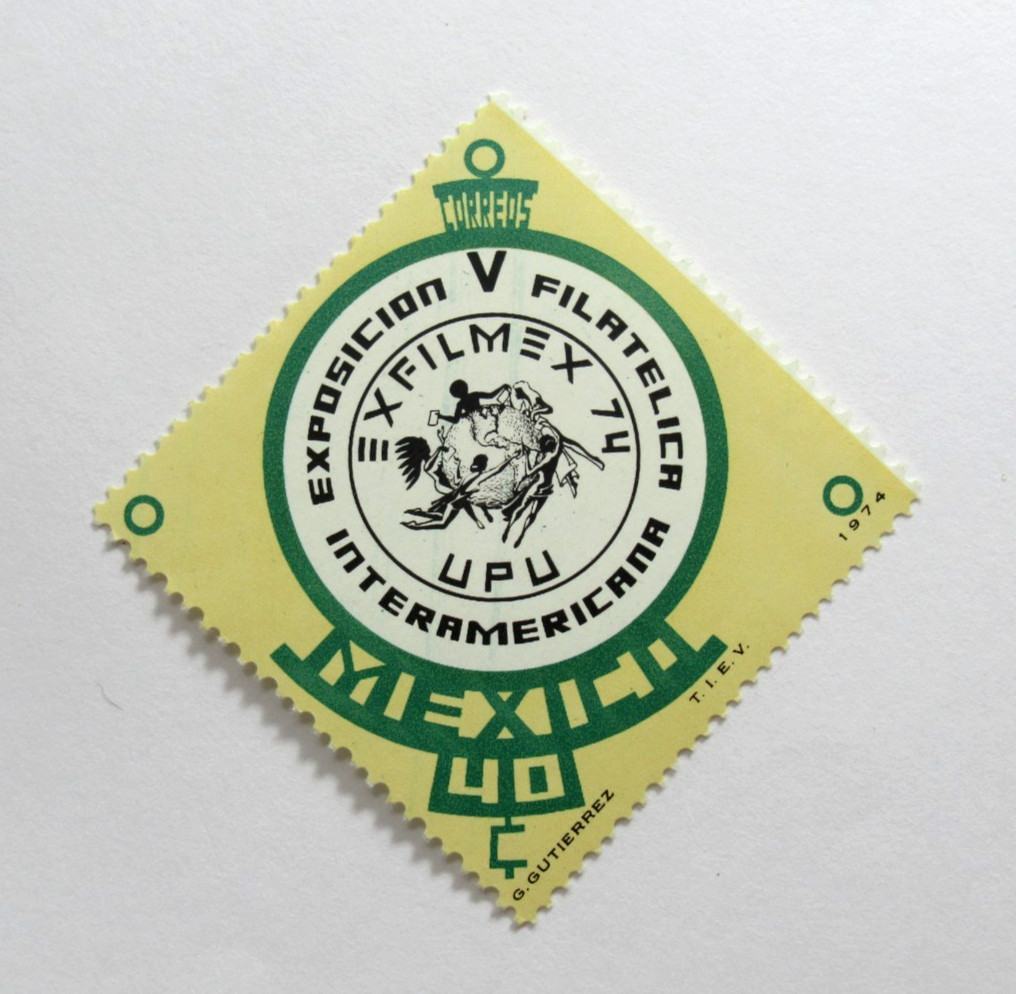 CORREOS
EXPOSICION V FILATELICA
INTERAMERICANA
EXFILMEX 74
UPU
MEXICO
40
¢
G. GUTIERREZ
T. I. E. V.
1974